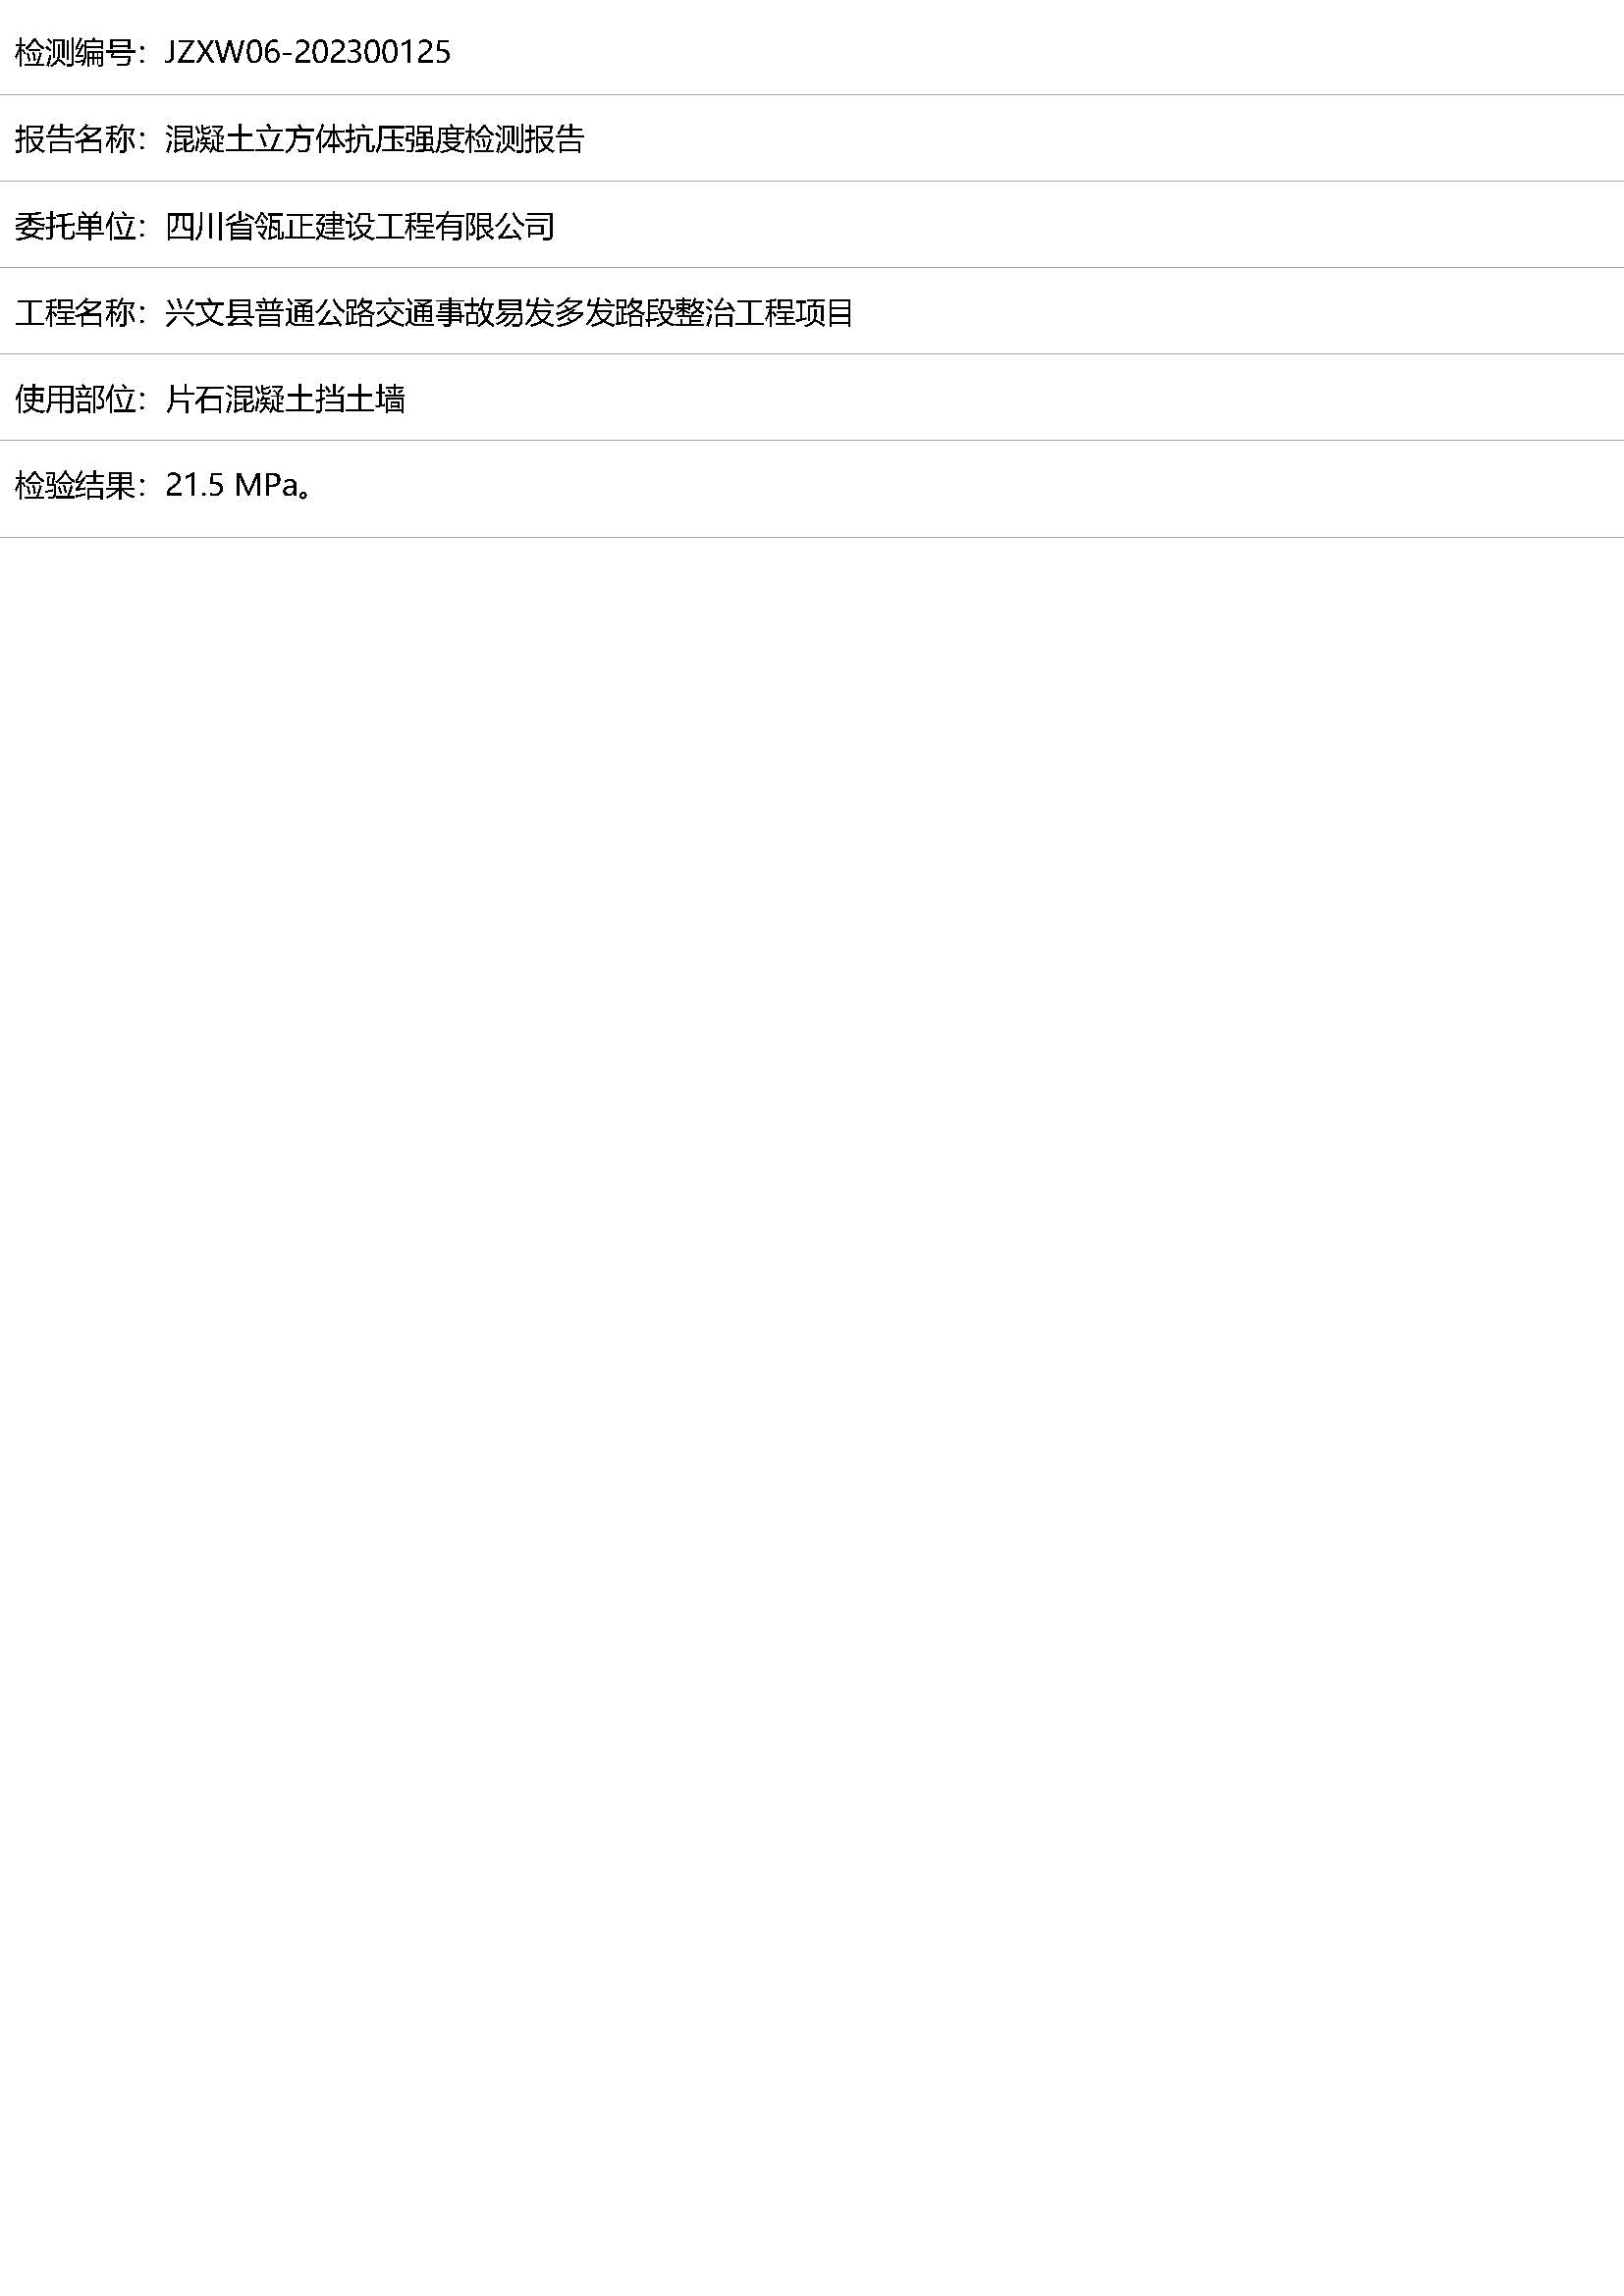 检测编号：JZXW06-202300125
报告名称：混凝土立方体抗压强度检测报告
委托单位：四川省瓴正建设工程有限公司
工程名称：兴文县普通公路交通事故易发多发路段整治工程项目
使用部位：片石混凝土挡土墙
检验结果：21.5 MPa。